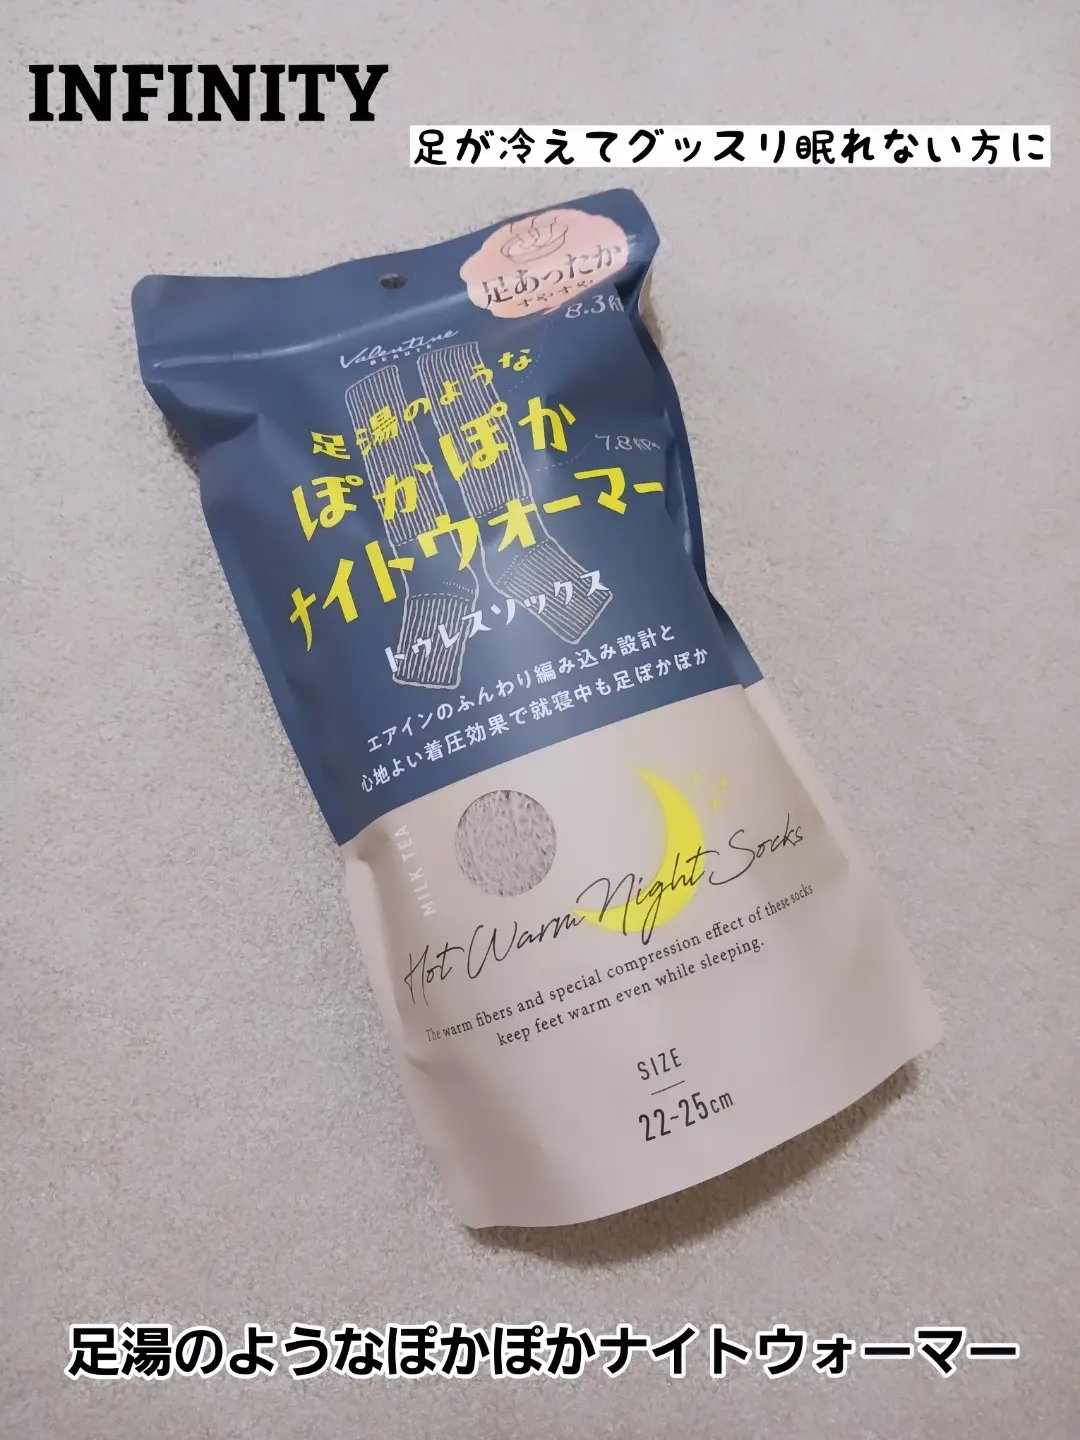 INFINITY
足が冷えてグッスリ眠れない方に
足あったか
すやすや
8.3
Valentine
BEAUTE
足湯のような
ぽかぽか
7.8
ナイトウォーマー
トゥレスソックス
エアインのふんわり編み込み設計と
心地よい着圧効果で就寝中も足ぽかぽか
MILK TEA
Hot Warm Night Socks
The warm fibers and special compression effect of these socks
keep feet warm even while sleeping.
SIZE
22-25cm
足湯のようなぽかぽかナイトウォーマー